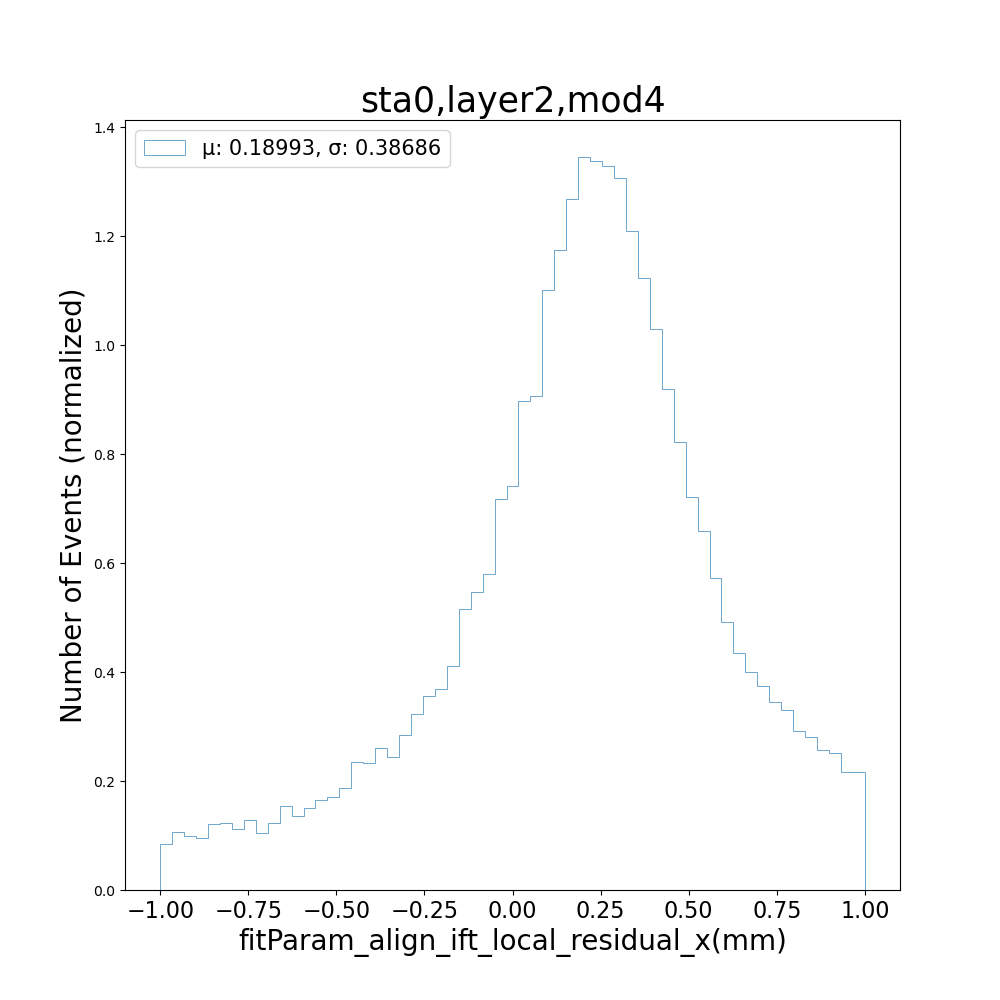 sta0,layer2,mod4
μ: 0.18993, σ: 0.38686
Number of Events (normalized)
1.4
1.2
1.0
0.8
0.6
0.4
0.2
0.0
−1.00 −0.75 −0.50 −0.25 0.00 0.25 0.50 0.75 1.00
fitParam_align_ift_local_residual_x(mm)